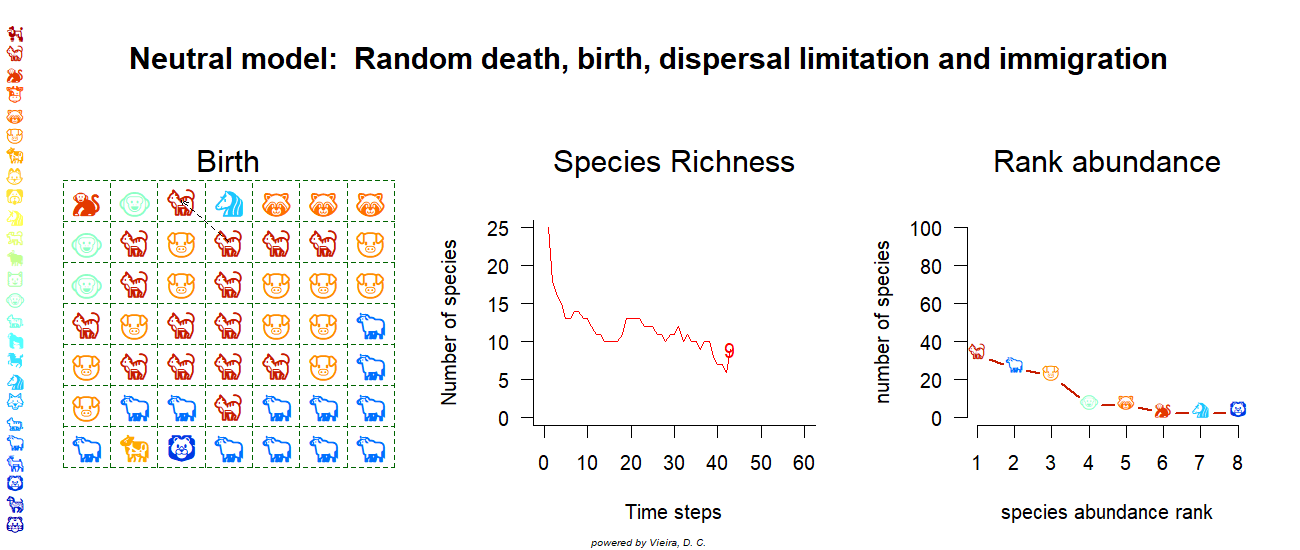 Neutral model:  Random death, birth, dispersal limitation and immigration
Birth
Species Richness
Number of species
25
20
15
10
5
0
9
0 10 20 30 40 50 60
Time steps
Rank abundance
number of species
100
80
60
40
20
0
1 2 3 4 5 6 7 8
species abundance rank
powered by Vieira, D. C.